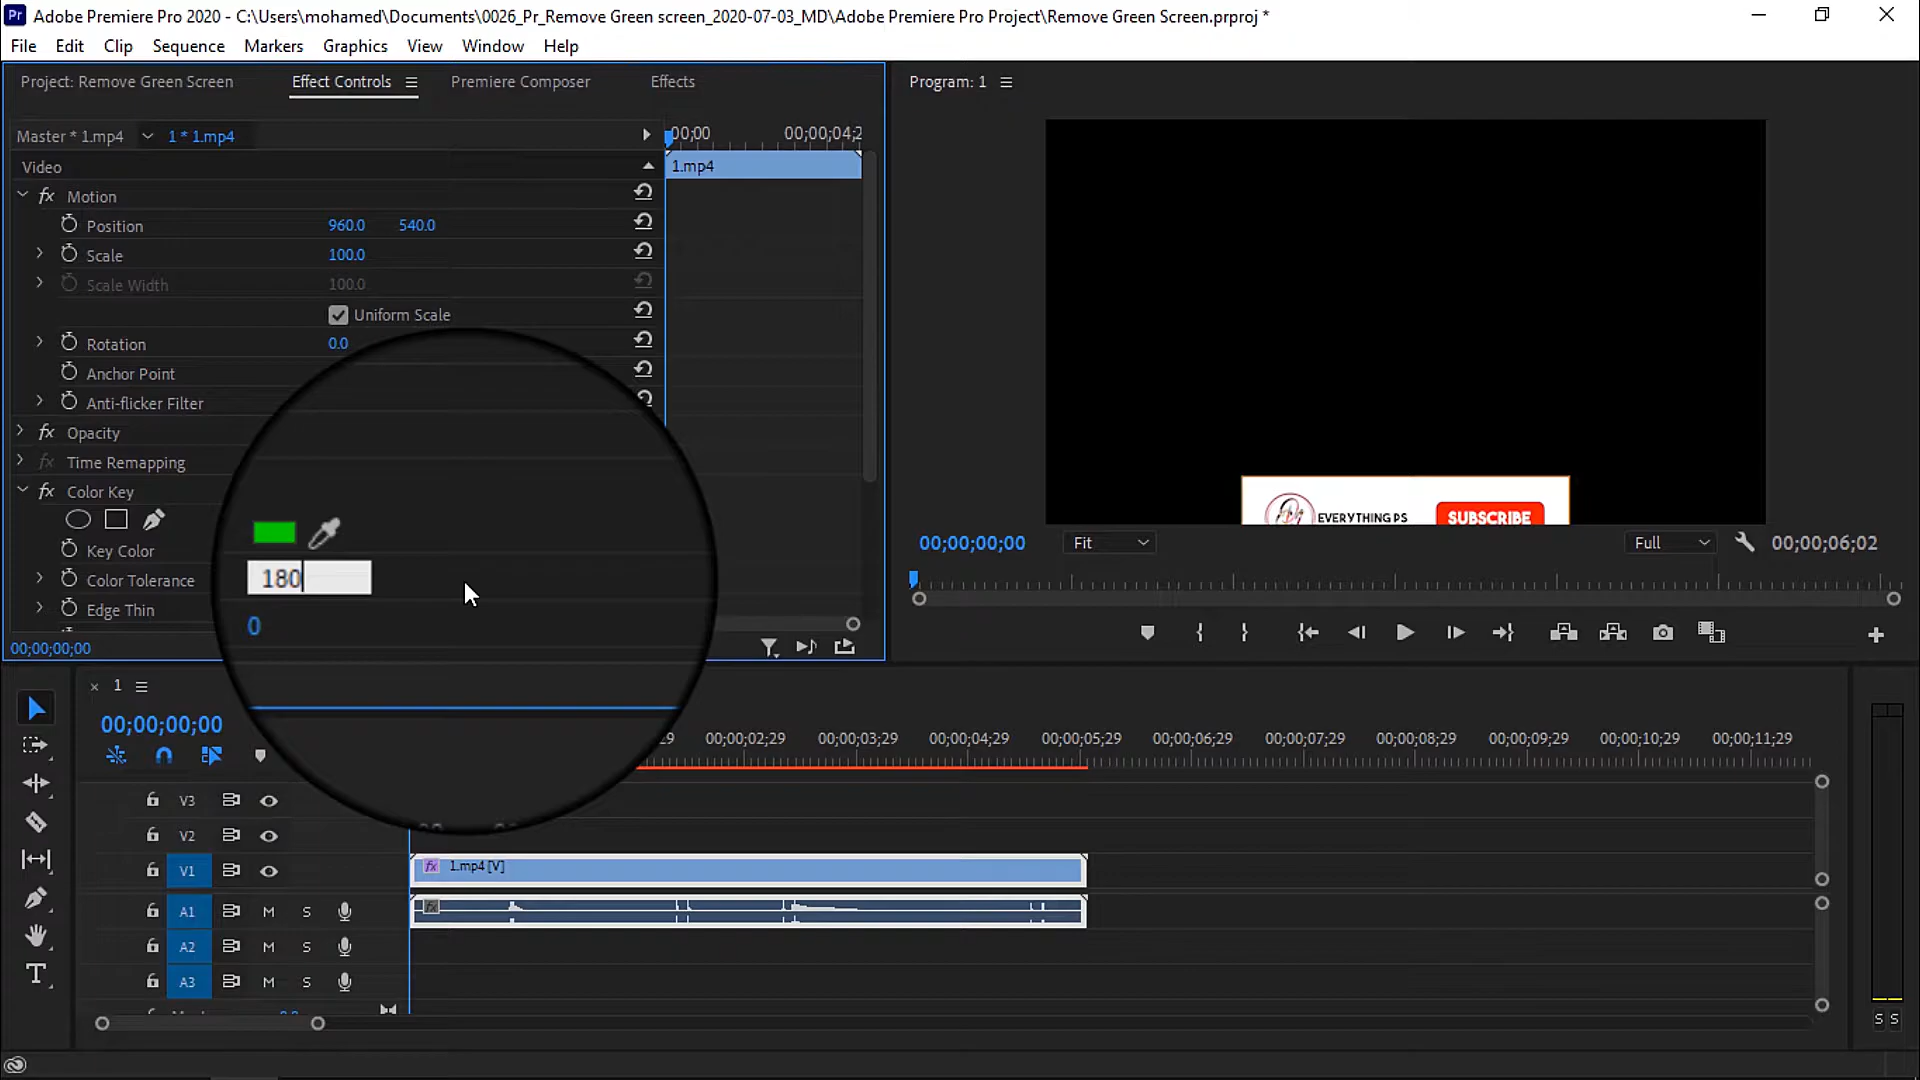 Adobe Premiere Pro 2020 - C:\Users\mohamed\Documents\0026_Pr_Remove Green screen_2020-07-03_MD\Adobe Premiere Pro Project\Remove Green Screen.prproj *
File Edit Clip Sequence Markers Graphics View Window Help
Project: Remove Green Screen Effect Controls Premiere Composer Effects
Program: 1
Master * 1.mp4 1 * 1.mp4
00;00 00;00;04;2
Video
1.mp4
fx Motion
Position 960.0 540.0
Scale 100.0
Scale Width 100.0
Uniform Scale
Rotation 0.0
Anchor Point
Anti-flicker Filter
fx Opacity
fx Time Remapping
fx Color Key
Key Color
Color Tolerance 180
Edge Thin 0
00;00;00;00
EVERYTHING PS SUBSCRIBE
00;00;00;00 Fit Full 00;00;06;02
1
00;00;00;00
29 00;00;02;29 00;00;03;29 00;00;04;29 00;00;05;29 00;00;06;29 00;00;07;29 00;00;08;29 00;00;09;29 00;00;10;29 00;00;11;29
V3
V2
V1 fx 1.mp4 [V]
A1 M S fx
A2 M S
A3 M S
S S